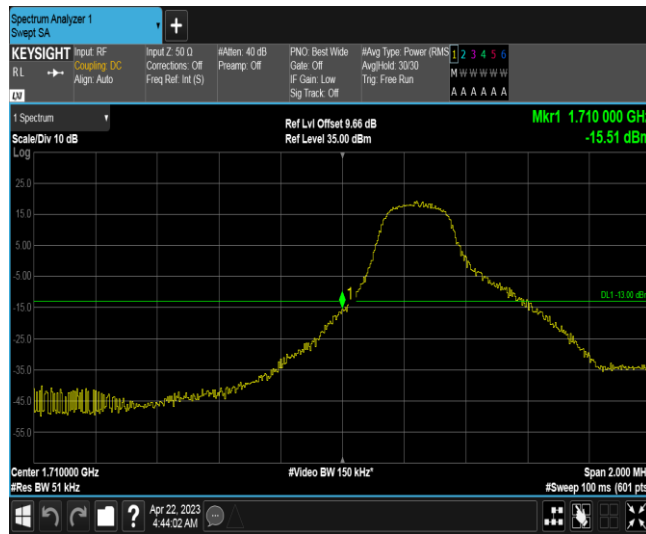 Spectrum Analyzer 1
Swept SA
+
KEYSIGHT
RL
LXI
Input: RF
Coupling: DC
Align: Auto
Input Z: 50 Ω
Corrections: Off
Freq Ref: Int (S)
#Atten: 40 dB
Preamp: Off
PNO: Best Wide
Gate: Off
IF Gain: Low
Sig Track: Off
#Avg Type: Power (RMS
Avg|Hold: 30/30
Trig: Free Run
1 2 3 4 5 6
M W W W W W
A A A A A A
1 Spectrum
Scale/Div 10 dB
Ref Lvl Offset 9.66 dB
Ref Level 35.00 dBm
Mkr1 1.710 000 GHz
-15.51 dBm
Log
25.0
15.0
5.00
-5.00
-15.0
-25.0
-35.0
-45.0
-55.0
1
DL1 -13.00 dBm
Center 1.710000 GHz
#Res BW 51 kHz
#Video BW 150 kHz*
Span 2.000 MH
#Sweep 100 ms (601 pts
?
Apr 22, 2023
4:44:02 AM